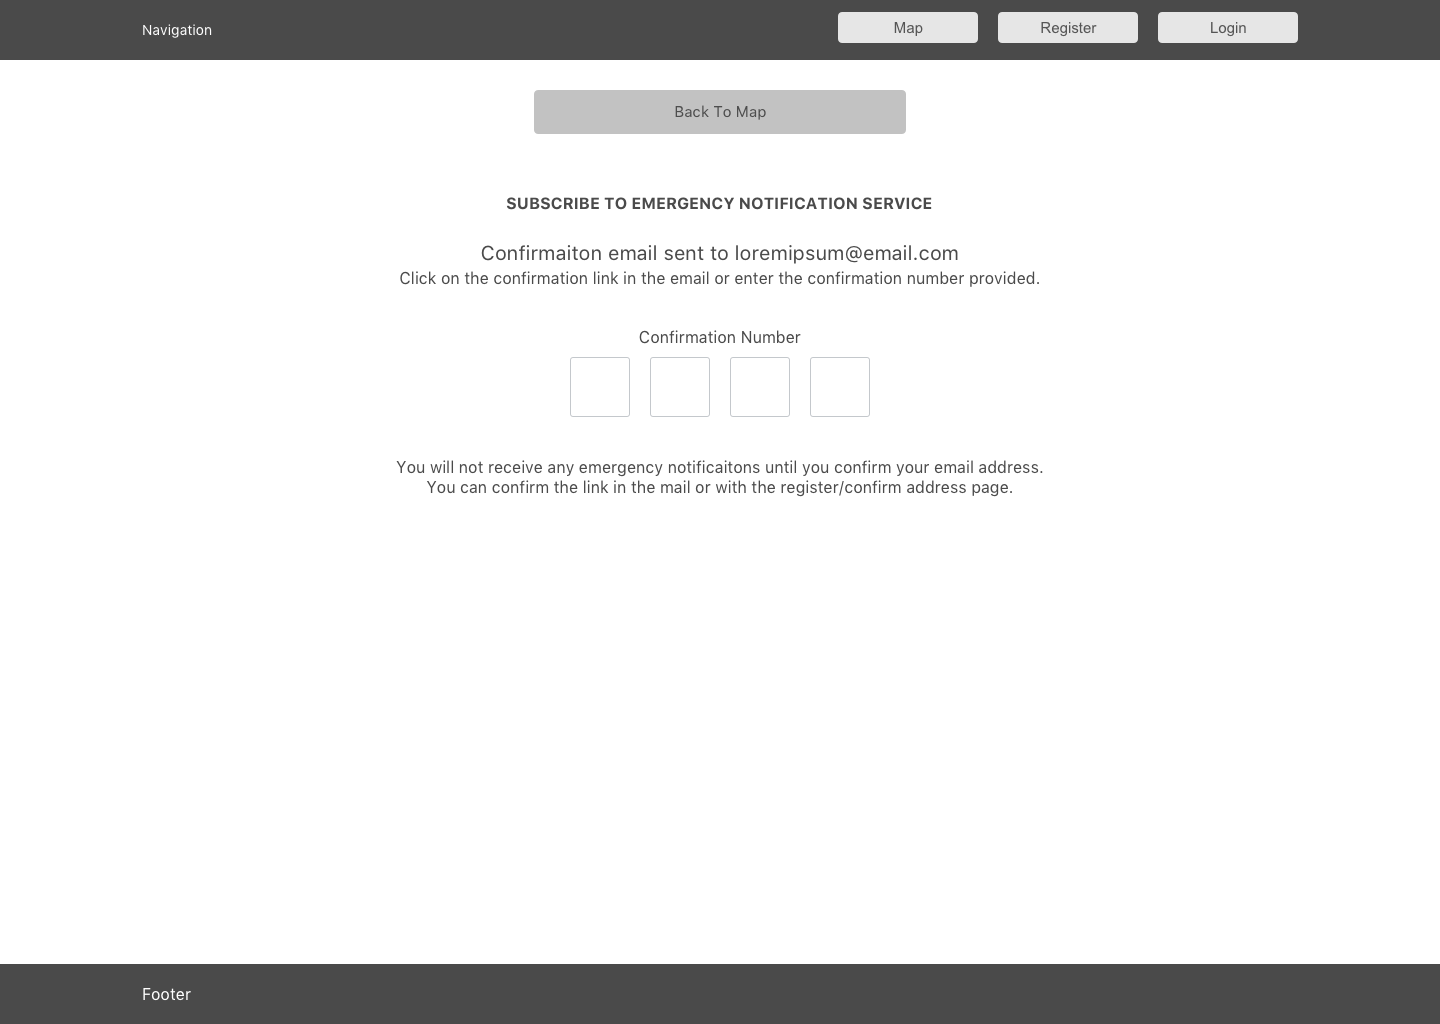 Navigation
Map
Register
Login
Back To Map
SUBSCRIBE TO EMERGENCY NOTIFICATION SERVICE
Confirmaiton email sent to loremipsum@email.com
Click on the confirmation link in the email or enter the confirmation number provided.
Confirmation Number
You will not receive any emergency notificaitons until you confirm your email address.
You can confirm the link in the mail or with the register/confirm address page.
Footer